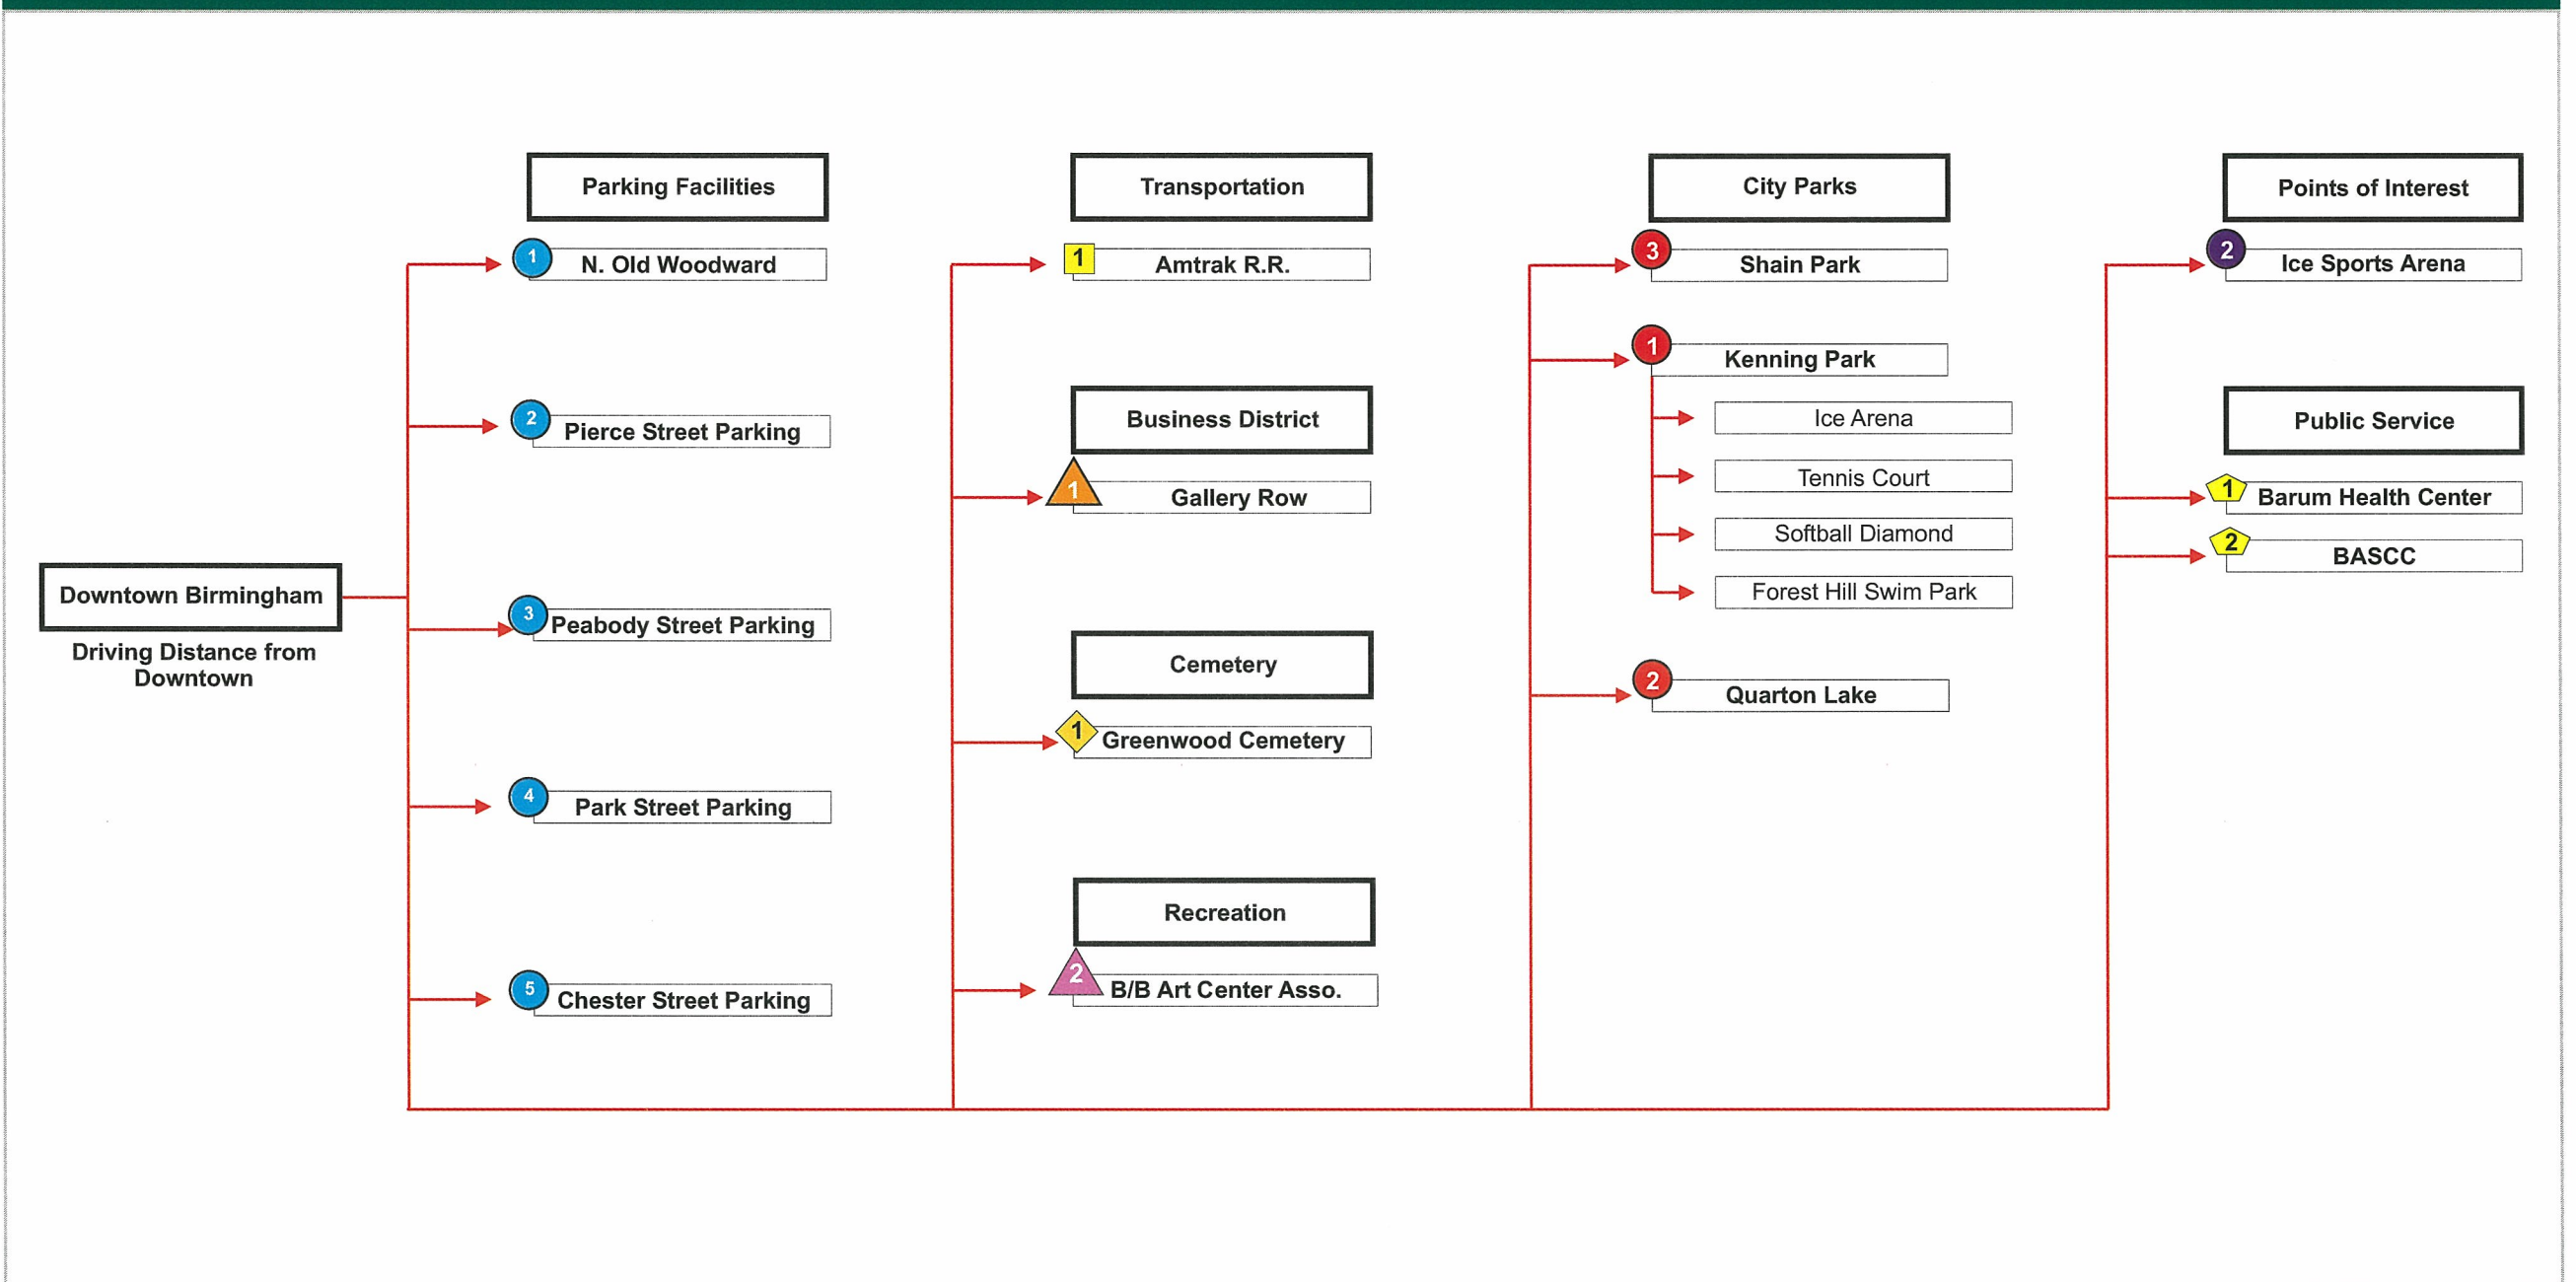 Downtown Birmingham
Driving Distance from
Downtown
Parking Facilities
1
N. Old Woodward
2
Pierce Street Parking
3
Peabody Street Parking
4
Park Street Parking
5
Chester Street Parking
Transportation
1
Amtrak R.R.
Business District
1
Gallery Row
Cemetery
1
Greenwood Cemetery
Recreation
2
B/B Art Center Asso.
City Parks
3
Shain Park
1
Kenning Park
Ice Arena
Tennis Court
Softball Diamond
Forest Hill Swim Park
2
Quarton Lake
Points of Interest
2
Ice Sports Arena
Public Service
1
Barum Health Center
2
BASCC